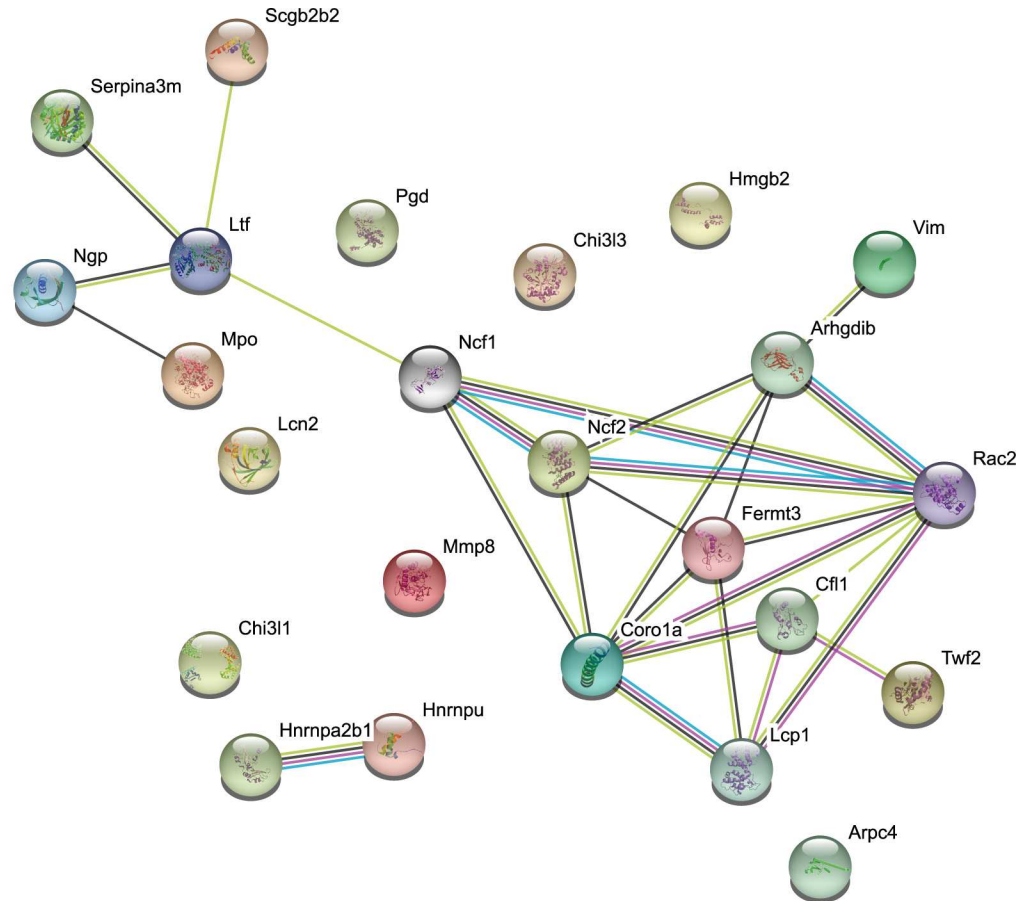 Scgb2b2
Serpina3m
Hmgb2
Pgd
Ltf
Vim
Chi3l3
Ngp
Arhgdib
Mpo
Ncf1
Lcn2
Ncf2
Rac2
Fermt3
Mmp8
Cfl1
Coro1a
Chi3l1
Twf2
Hnrnpu
Hnrnpa2b1
Lcp1
Arpc4